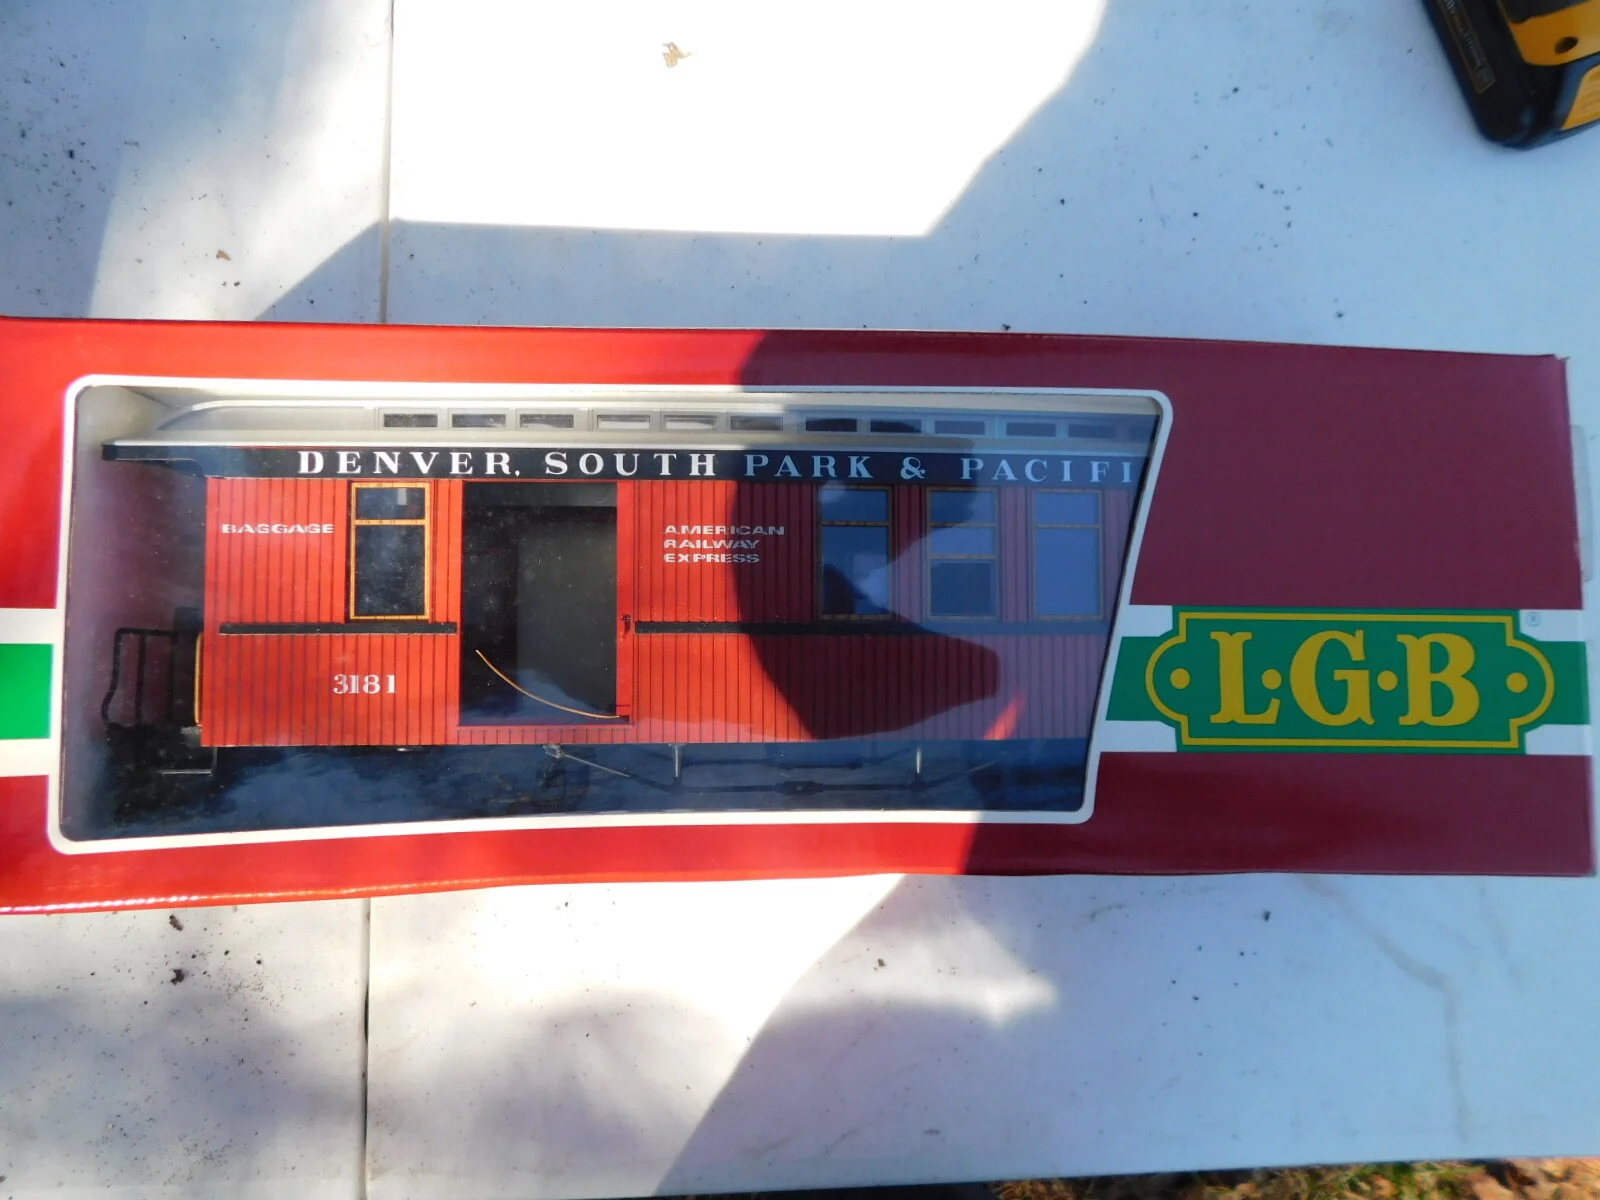 DENVER, SOUTH PARK & PACIFI
BAGGAGE
AMERICAN
RAILWAY
EXPRESS
3181
L·G·B
®